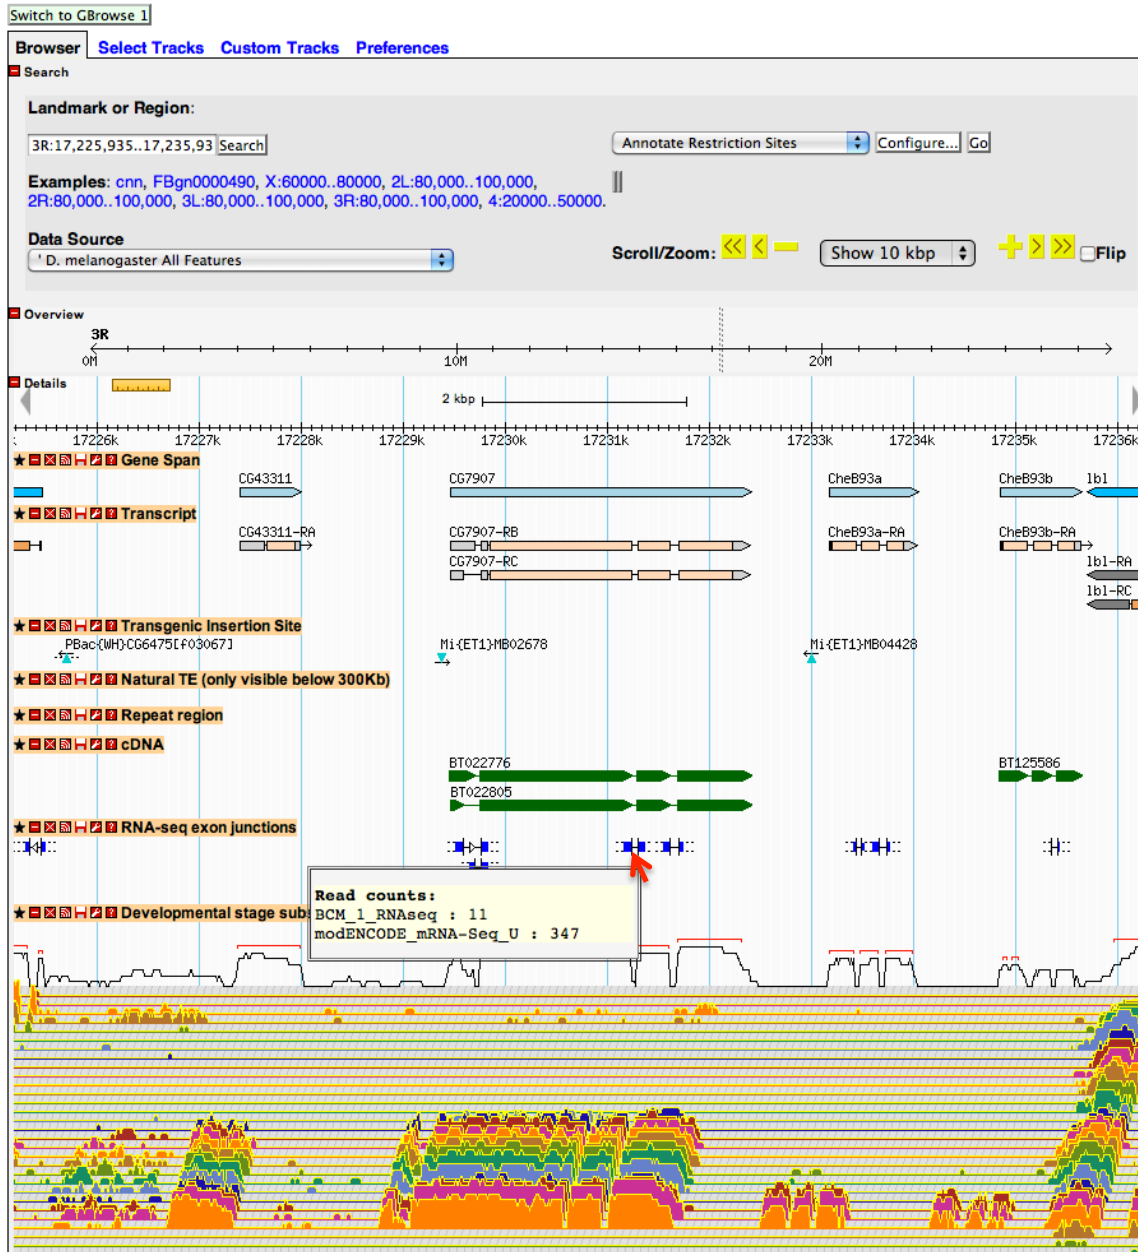 Switch to GBrowse 1
Browser Select Tracks Custom Tracks Preferences
Search
Landmark or Region:
3R:17,225,935..17,235,93 Search
Annotate Restriction Sites Configure... Go
Examples: cnn, FBgn0000490, X:60000..80000, 2L:80,000..100,000,
2R:80,000..100,000, 3L:80,000..100,000, 3R:80,000..100,000, 4:20000..50000.
Data Source
' D. melanogaster All Features
Scroll/Zoom: << < − Show 10 kbp + > >> Flip
Overview
3R
0M 10M 20M
Details
2 kbp
17226k 17227k 17228k 17229k 17230k 17231k 17232k 17233k 17234k 17235k 17236k
Gene Span
CG43311 CG7907 CheB93a CheB93b lbl
Transcript
CG43311-RA CG7907-RB CheB93a-RA CheB93b-RA
CG7907-RC lbl-RA
lbl-RC
Transgenic Insertion Site
PBac{WH}CG6475[f03067] Mi{ET1}MB02678 Mi{ET1}MB04428
Natural TE (only visible below 300Kb)
Repeat region
cDNA
BT022776 BT125586
BT022805
RNA-seq exon junctions
Read counts:
BCM_1_RNAseq : 11
modENCODE_mRNA-Seq_U : 347
Developmental stage sub